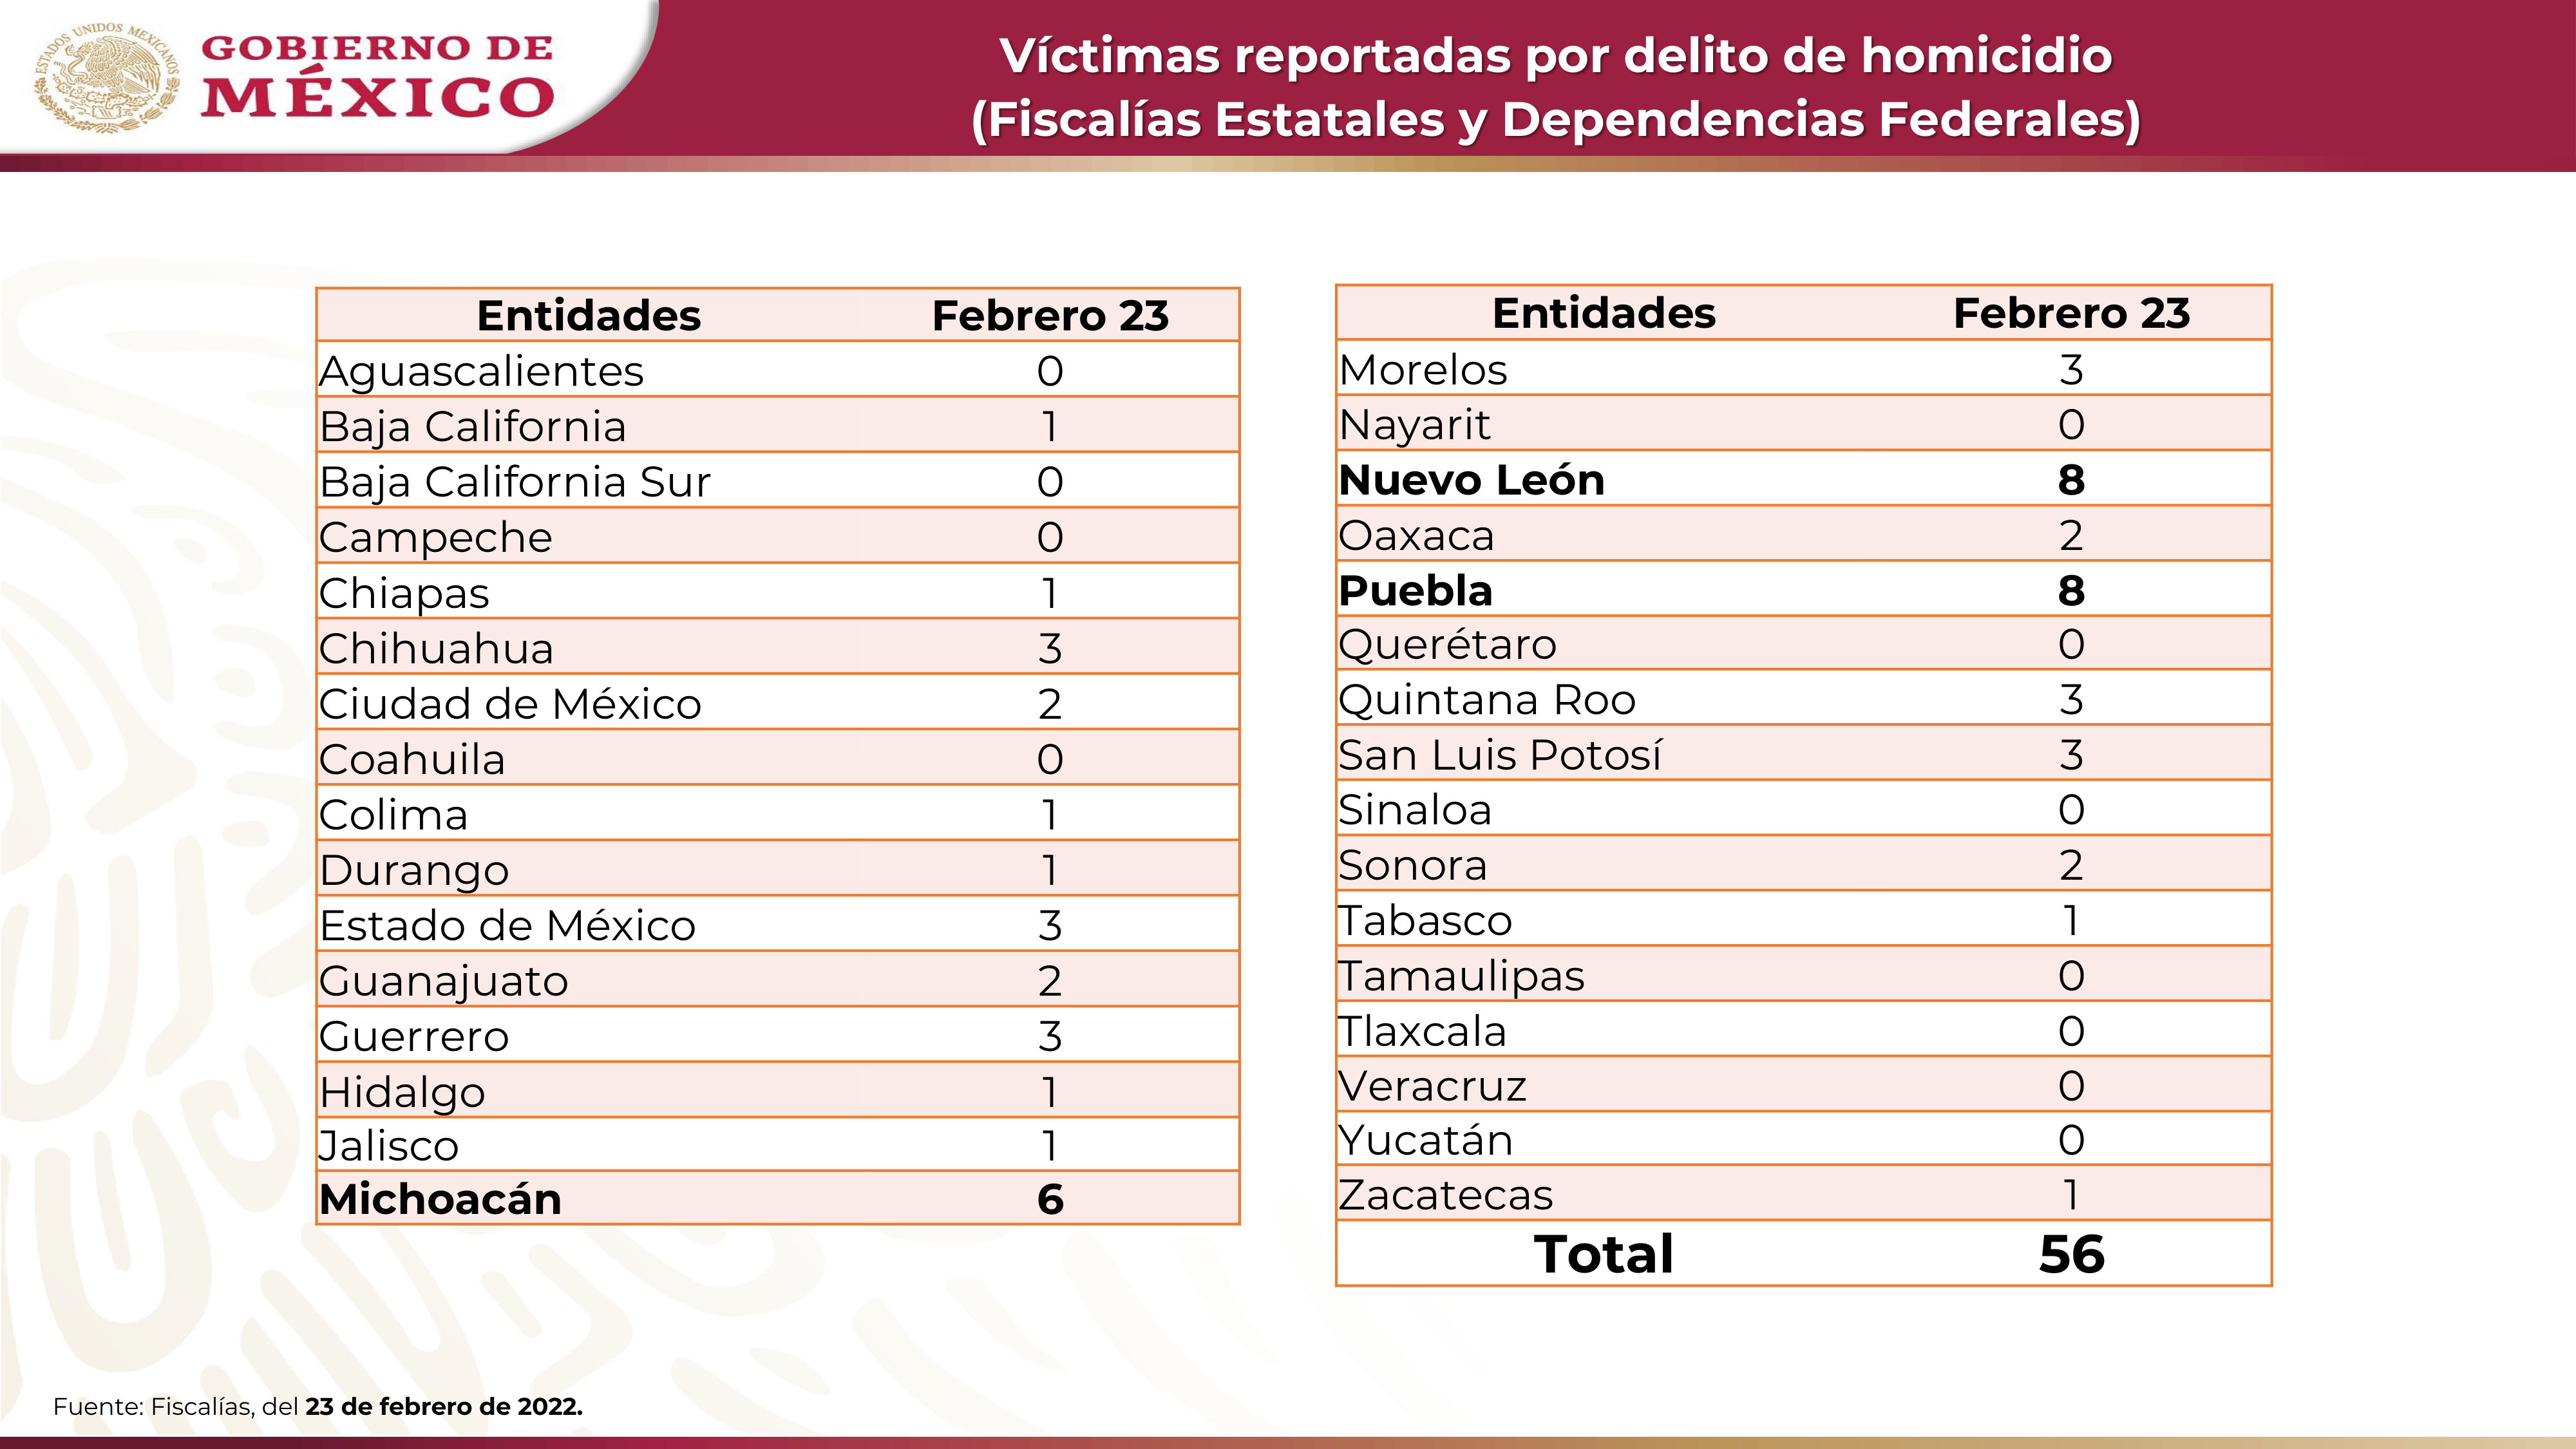 ESTADOS UNIDOS MEXICANOS
GOBIERNO DE
MÉXICO
Víctimas reportadas por delito de homicidio
(Fiscalías Estatales y Dependencias Federales)
Entidades Febrero 23
Aguascalientes 0
Baja California 1
Baja California Sur 0
Campeche 0
Chiapas 1
Chihuahua 3
Ciudad de México 2
Coahuila 0
Colima 1
Durango 1
Estado de México 3
Guanajuato 2
Guerrero 3
Hidalgo 1
Jalisco 1
Michoacán 6
Entidades Febrero 23
Morelos 3
Nayarit 0
Nuevo León 8
Oaxaca 2
Puebla 8
Querétaro 0
Quintana Roo 3
San Luis Potosí 3
Sinaloa 0
Sonora 2
Tabasco 1
Tamaulipas 0
Tlaxcala 0
Veracruz 0
Yucatán 0
Zacatecas 1
Total 56
Fuente: Fiscalías, del 23 de febrero de 2022.